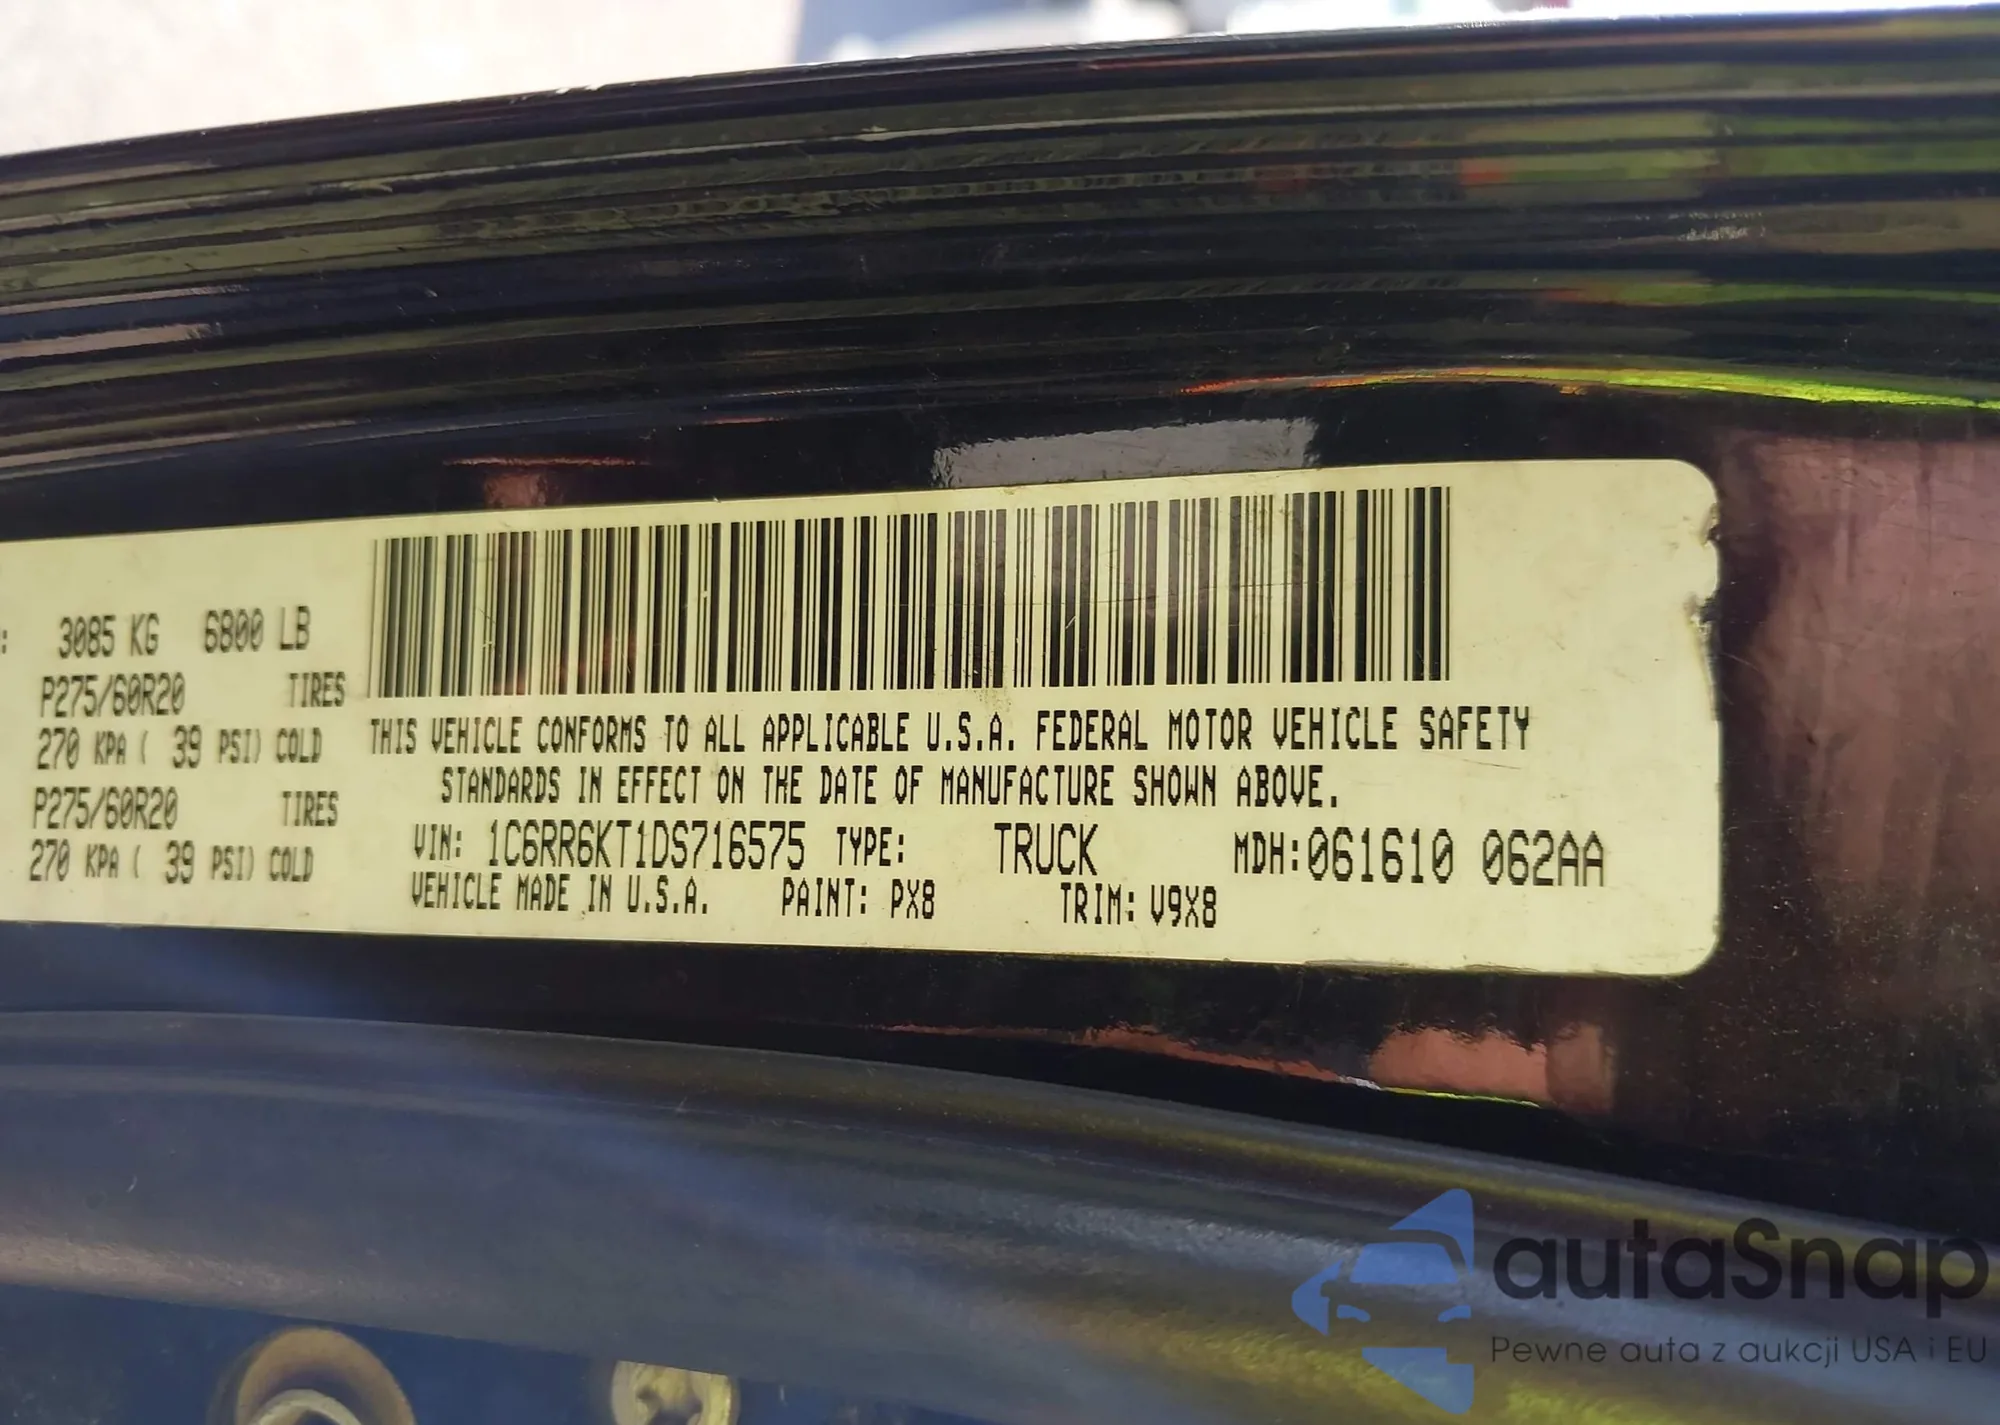 : 3085 KG 6800 LB
P275/60R20 TIRES
270 KPA ( 39 PSI) COLD
P275/60R20 TIRES
270 KPA ( 39 PSI) COLD
THIS VEHICLE CONFORMS TO ALL APPLICABLE U.S.A. FEDERAL MOTOR VEHICLE SAFETY
STANDARDS IN EFFECT ON THE DATE OF MANUFACTURE SHOWN ABOVE.
VIN: 1C6RR6KT1DS716575 TYPE: TRUCK MDH:061610 062AA
VEHICLE MADE IN U.S.A. PAINT: PX8 TRIM: V9X8
autaSnap
Pewne auta z aukcji USA i EU